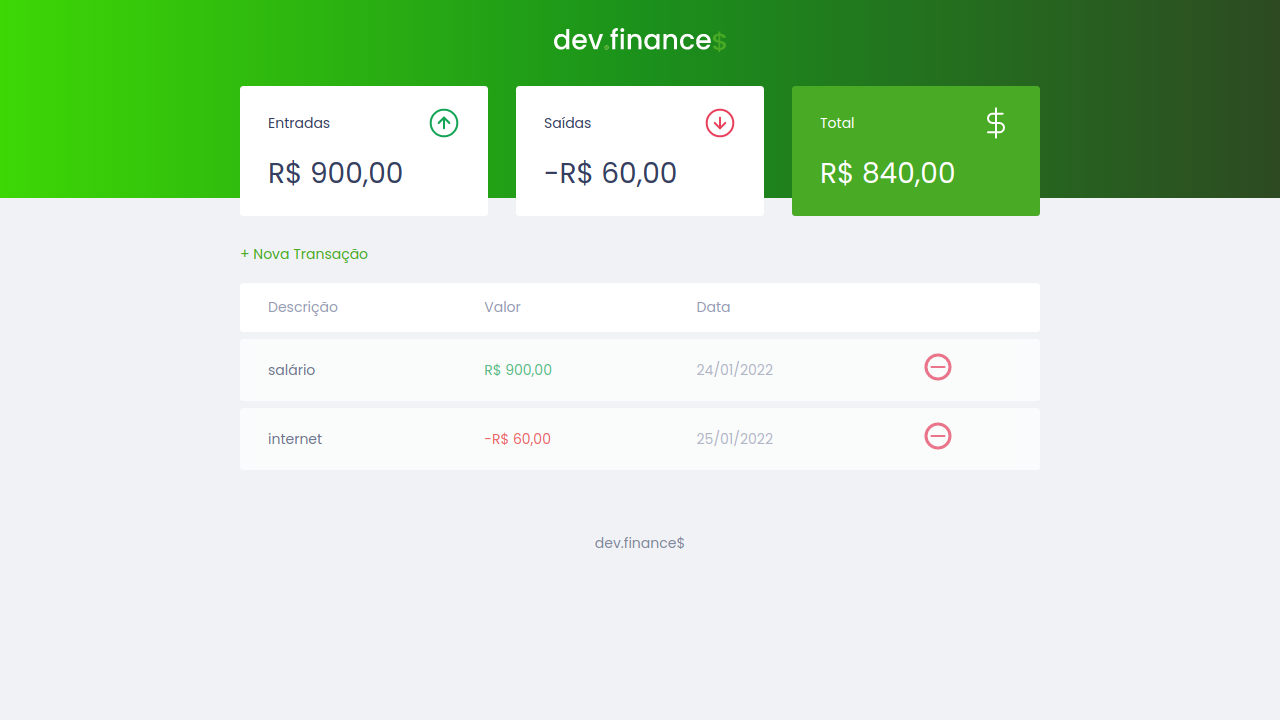 dev.finance$
Entradas
R$ 900,00
Saídas
-R$ 60,00
Total
R$ 840,00
+ Nova Transação
Descrição Valor Data
salário R$ 900,00 24/01/2022
internet -R$ 60,00 25/01/2022
dev.finance$